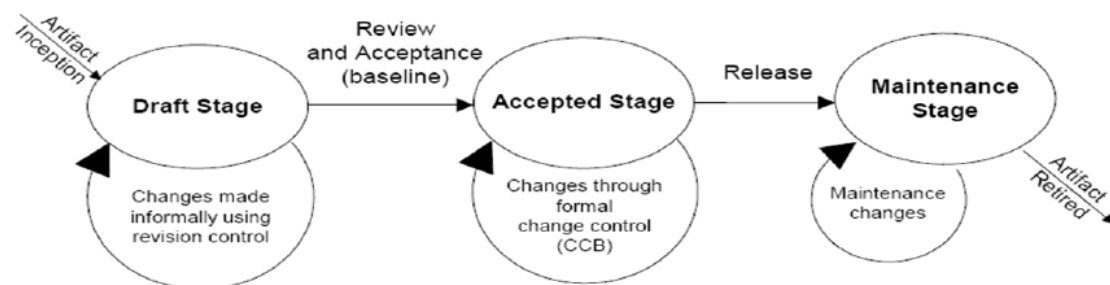 Artifact
Inception
Draft Stage
Changes made
informally using
revision control
Review
and Acceptance
(baseline)
Accepted Stage
Changes through
formal
change control
(CCB)
Release
Maintenance
Stage
Maintenance
changes
Artifact
Retired